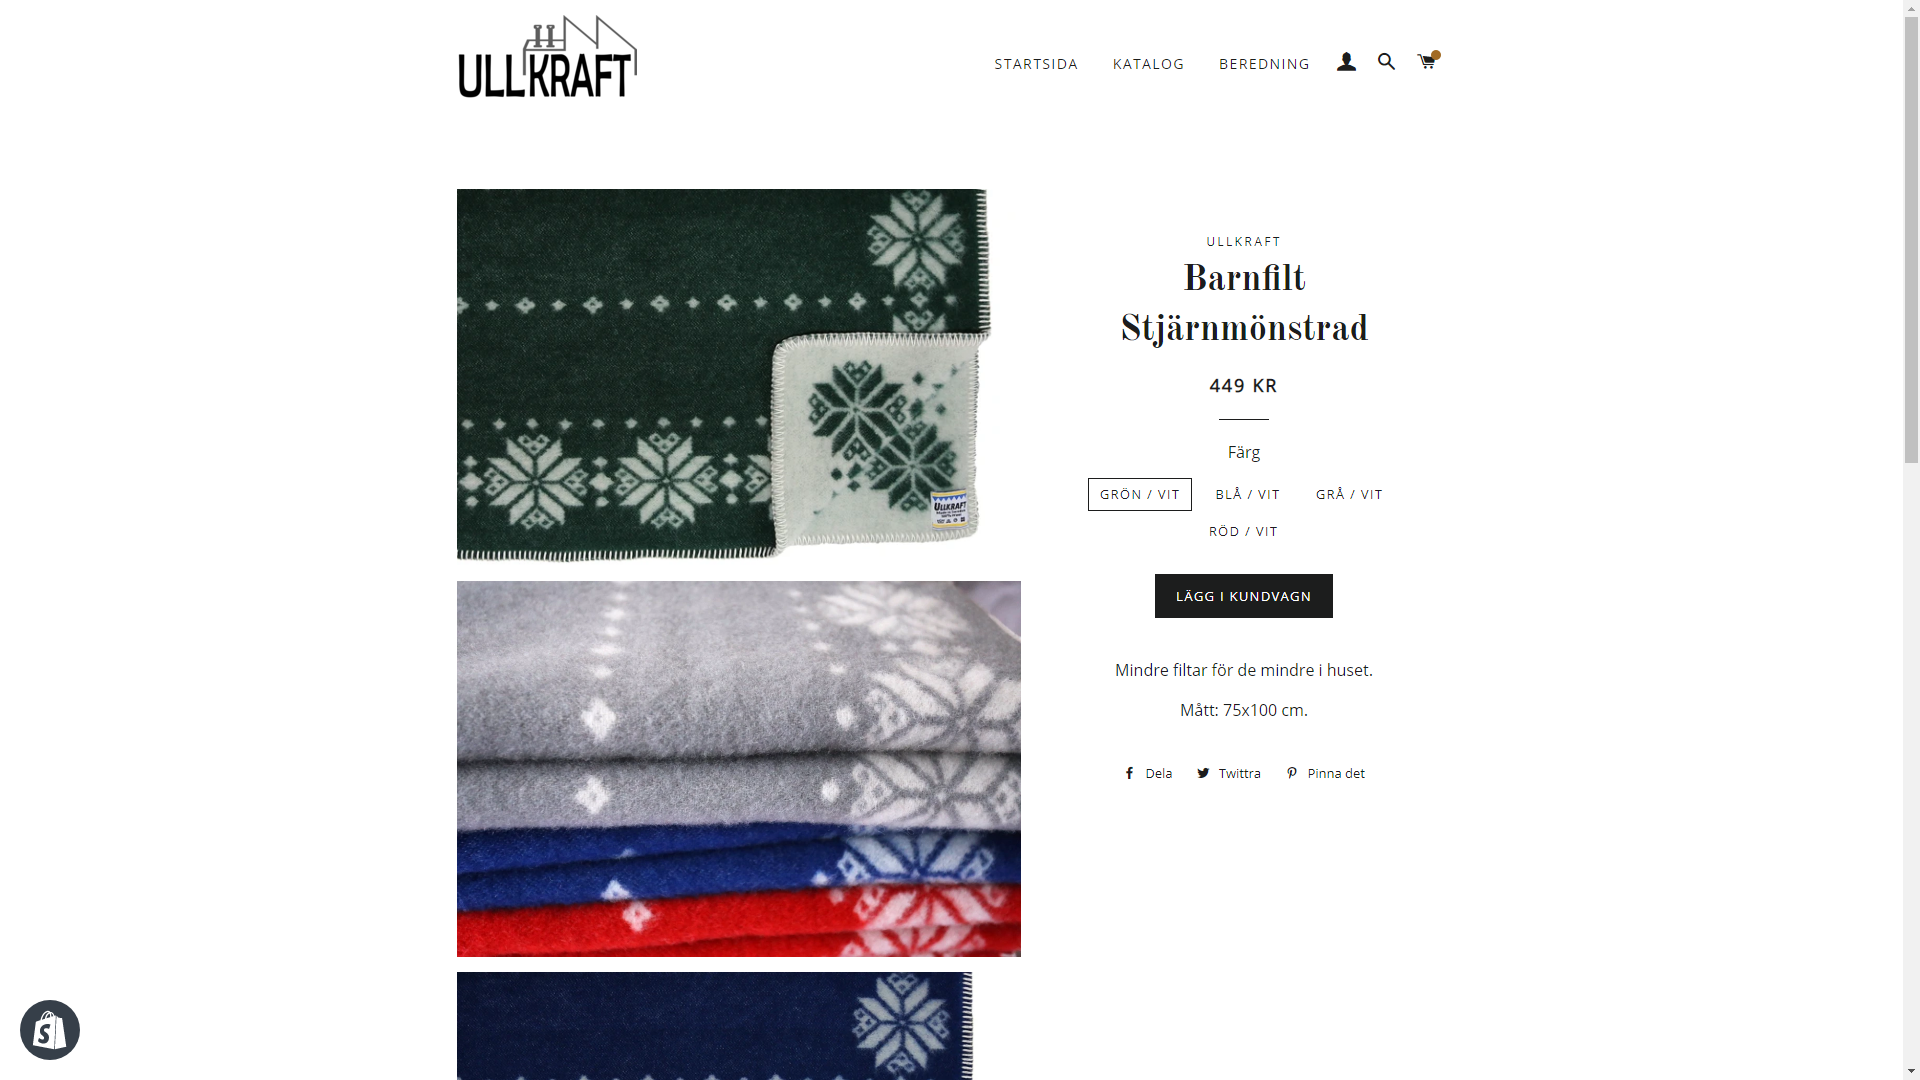 ULLKRAFT
STARTSIDA
KATALOG
BEREDNING
ULLKRAFT
Barnfilt
Stjärnmönstrad
449 KR
Färg
GRÖN / VIT
BLÅ / VIT
GRÅ / VIT
RÖD / VIT
LÄGG I KUNDVAGN
Mindre filtar för de mindre i huset.
Mått: 75x100 cm.
Dela
Twittra
Pinna det
ULLKRAFT